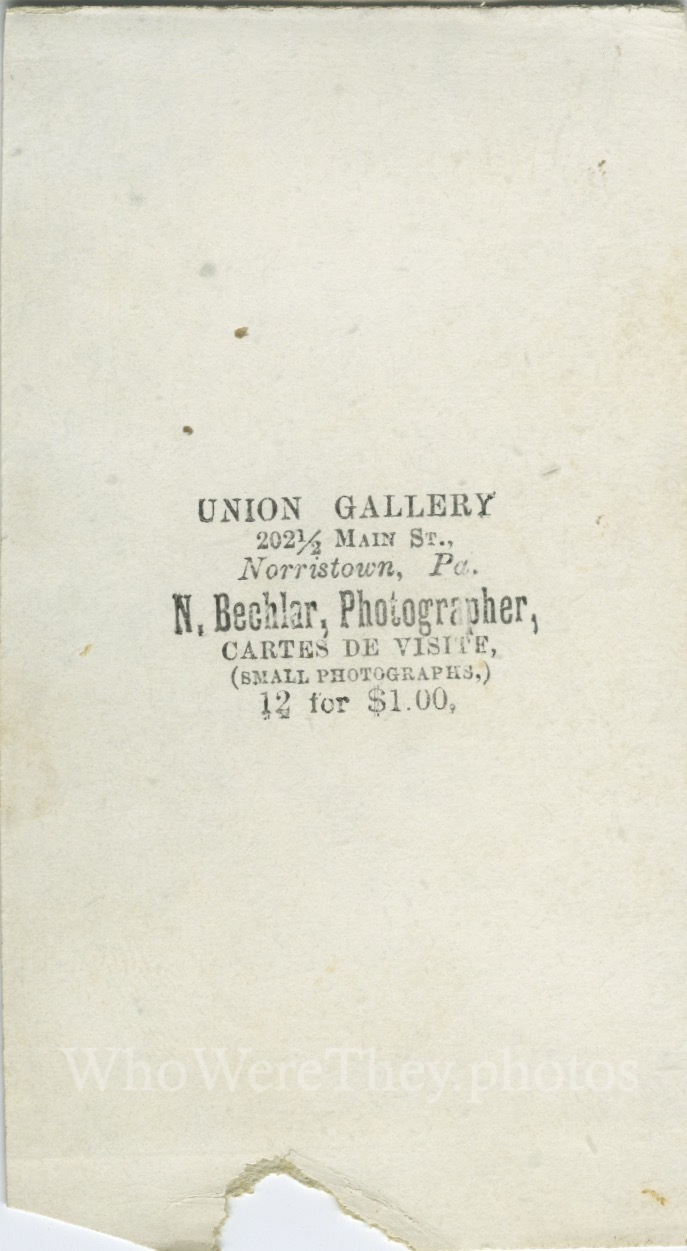 UNION GALLERY
202½ MAIN ST.,
Norristown, Pa.
N. Bechlar, Photographer,
CARTES DE VISITE,
(SMALL PHOTOGRAPHS,)
12 for $1.00,
WhoWereThey.photos